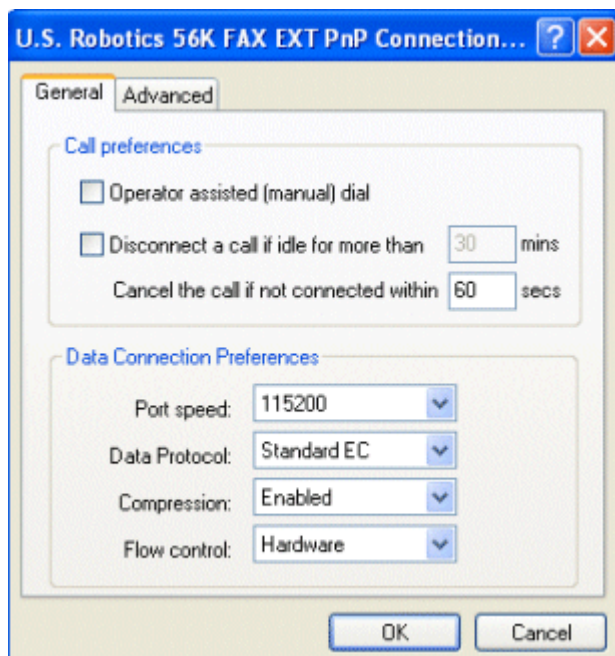 U.S. Robotics 56K FAX EXT PnP Connection...
General Advanced
Call preferences
Operator assisted (manual) dial
Disconnect a call if idle for more than 30 mins
Cancel the call if not connected within 60 secs
Data Connection Preferences
Port speed: 115200
Data Protocol: Standard EC
Compression: Enabled
Flow control: Hardware
OK Cancel